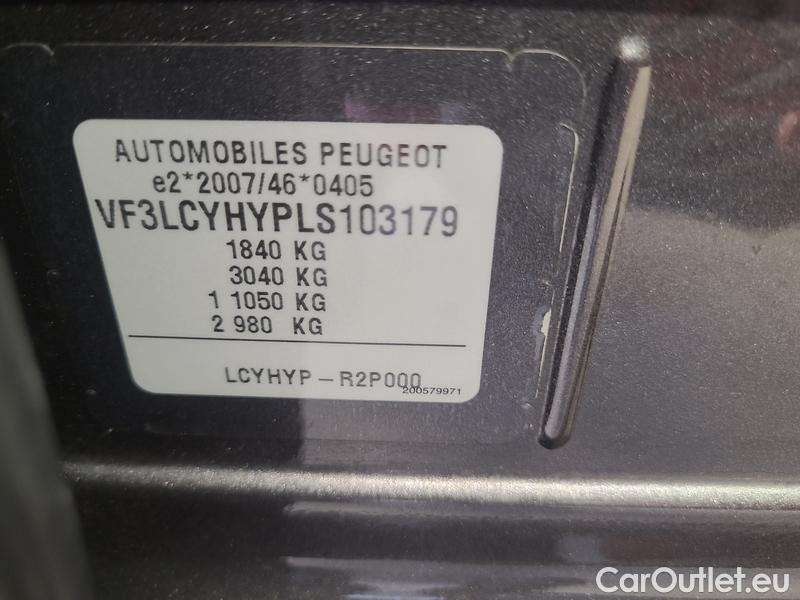 AUTOMOBILES PEUGEOT
e2*2007/46*0405
VF3LCYHYPLS103179
1840 KG
3040 KG
1 1050 KG
2 980 KG
LCYHYP - R2P000
200579971
CarOutlet.eu